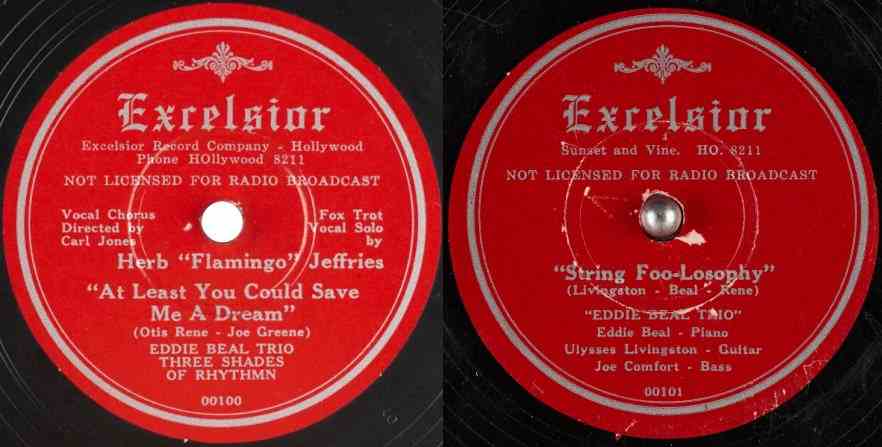 Excelsior
Excelsior Record Company - Hollywood
Phone HOllywood 8211
NOT LICENSED FOR RADIO BROADCAST
Vocal Chorus
Directed by
Carl Jones
Fox Trot
Vocal Solo
by
Herb "Flamingo" Jeffries
"At Least You Could Save
Me A Dream"
(Otis Rene - Joe Greene)
EDDIE BEAL TRIO
THREE SHADES
OF RHYTHMN
00100
Excelsior
Sunset and Vine. HO. 8211
NOT LICENSED FOR RADIO BROADCAST
"String Foo-Losophy"
(Livingston - Beal - Rene)
"EDDIE BEAL TRIO"
Eddie Beal - Piano
Ulysses Livingston - Guitar
Joe Comfort - Bass
00101